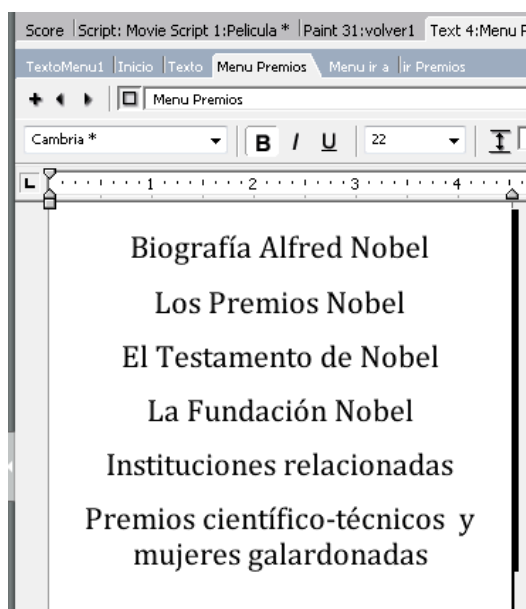 Score Script: Movie Script 1:Pelicula * Paint 31:volver1 Text 4:Menu P
TextoMenu1 Inicio Texto Menu Premios Menu ir a ir Premios
Menu Premios
Cambria * B I U 22
1 2 3 4
Biografía Alfred Nobel
Los Premios Nobel
El Testamento de Nobel
La Fundación Nobel
Instituciones relacionadas
Premios científico-técnicos y
mujeres galardonadas